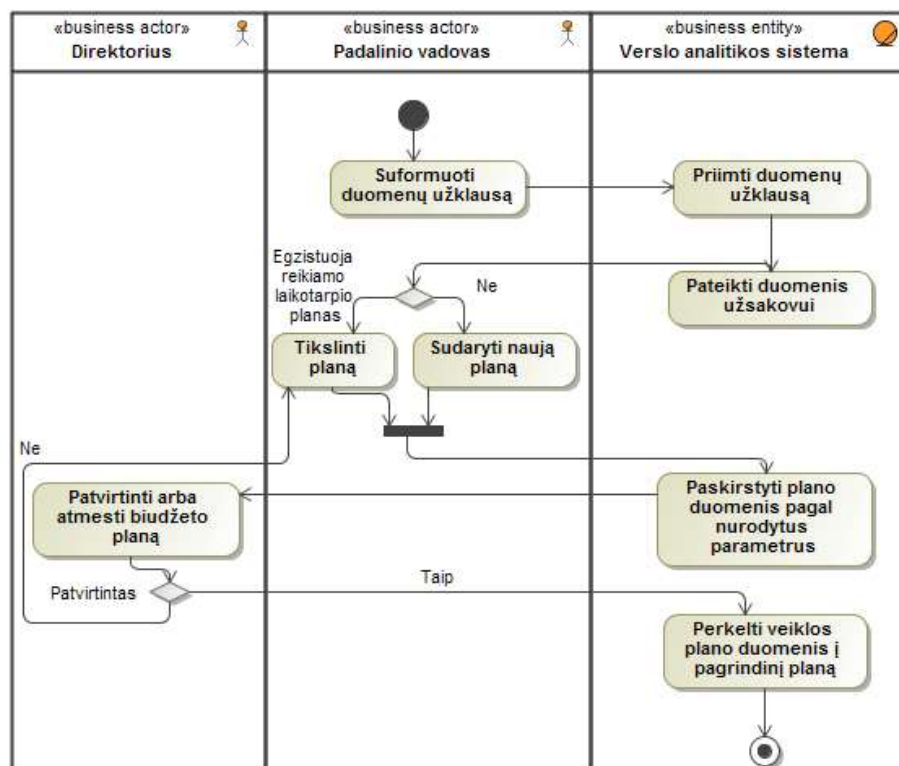 «business actor»
Direktorius
«business actor»
Padalinio vadovas
«business entity»
Verslo analitikos sistema
Suformuoti
duomenų užklausą
Priimti duomenų
užklausą
Egzistuoja
reikiamo
laikotarpio
planas
Ne
Pateikti duomenis
užsakovui
Tikslinti
planą
Sudaryti naują
planą
Ne
Patvirtinti arba
atmesti biudžeto
planą
Paskirstyti plano
duomenis pagal
nurodytus
parametrus
Patvirtintas
Taip
Perkelti veiklos
plano duomenis į
pagrindinį planą